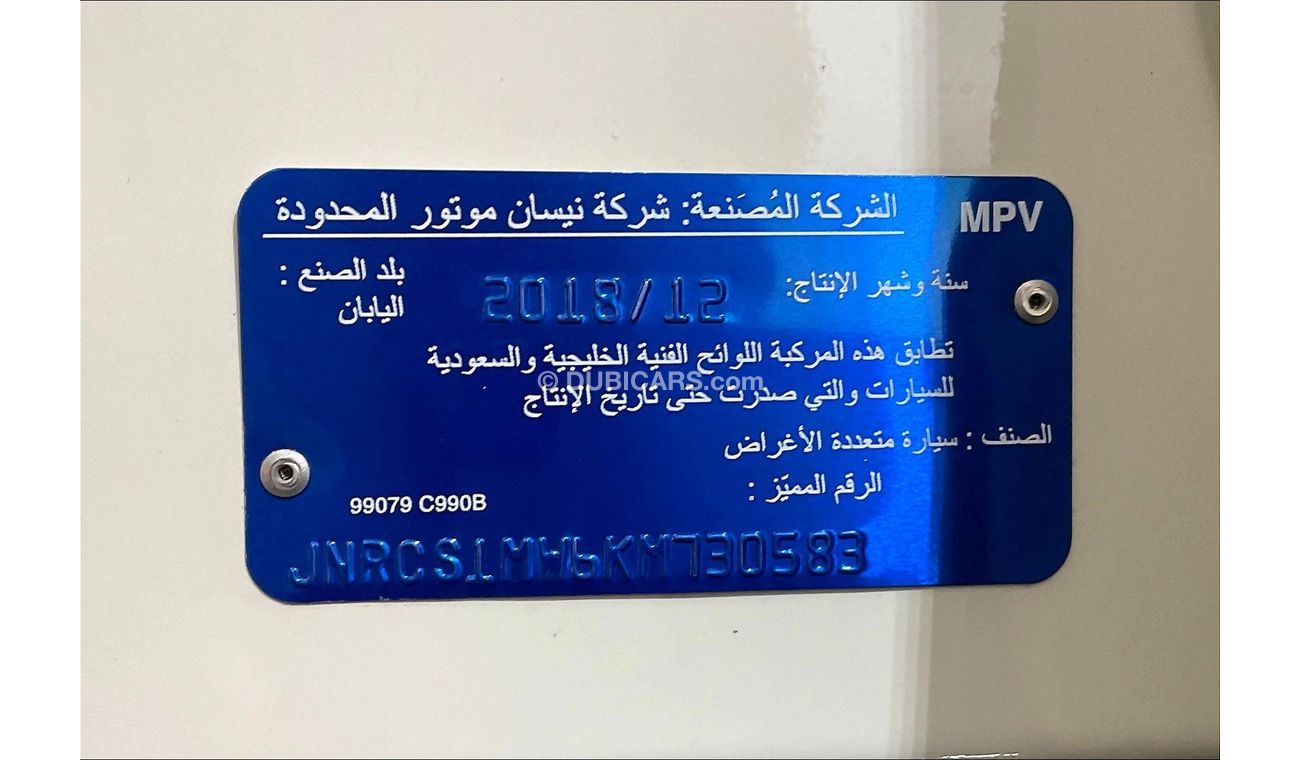 MPV الشركة المُصَنعة: شركة نيسان موتور المحدودة
سنة وشهر الإنتاج: 2018/12 بلد الصنع :
اليابان
تطابق هذه المركبة اللوائح الفنية الخليجية والسعودية
© DUBICARS.com
للسيارات والتي صدرت حتى تاريخ الإنتاج
الصنف : سيارة متعددة الأغراض
الرقم المميّز :
99079 C990B
JNRCS1MW6KM730583